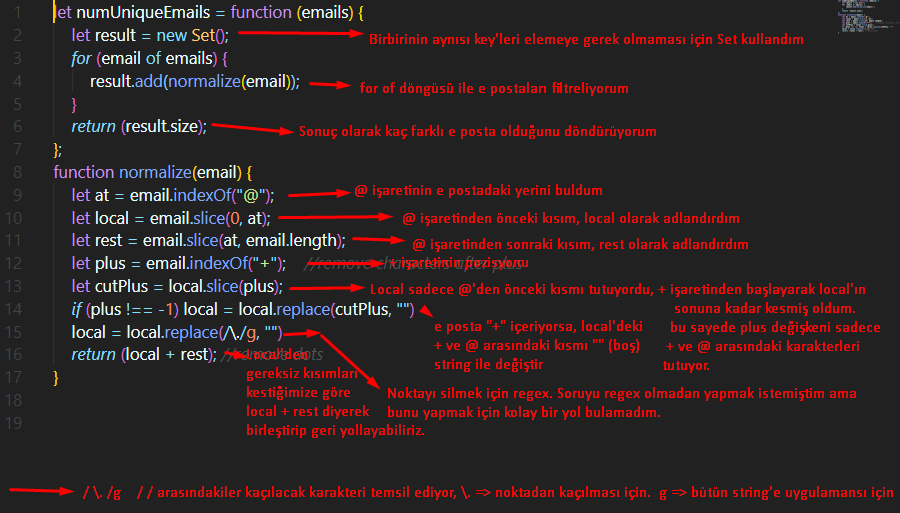 1 let numUniqueEmails = function (emails) {
2 let result = new Set();
Birbirinin aynısı key'leri elemeye gerek olmaması için Set kullandım
3 for (email of emails) {
4 result.add(normalize(email));
for of döngüsü ile e postaları filtreliyorum
5 }
6 return (result.size);
Sonuç olarak kaç farklı e posta olduğunu döndürüyorum
7 };
8 function normalize(email) {
9 let at = email.indexOf("@");
@ işaretinin e postadaki yerini buldum
10 let local = email.slice(0, at);
@ işaretinden önceki kısım, local olarak adlandırdım
11 let rest = email.slice(at, email.length);
@ işaretinden sonraki kısım, rest olarak adlandırdım
12 let plus = email.indexOf("+"); //remove characters after plus
+ işaretinin pozisyonu
13 let cutPlus = local.slice(plus);
Local sadece @'den önceki kısmı tutuyordu, + işaretinden başlayarak local'ın
sonuna kadar kesmiş oldum.
bu sayede plus değişkeni sadece
+ ve @ arasındaki karakterleri
tutuyor.
14 if (plus !== -1) local = local.replace(cutPlus, "")
e posta "+" içeriyorsa, local'deki
+ ve @ arasındaki kısmı "" (boş)
string ile değiştir
15 local = local.replace(/\./g, "")
Noktayı silmek için regex. Soruyu regex olmadan yapmak istemiştim ama
bunu yapmak için kolay bir yol bulamadım.
16 return (local + rest); //remove dots
Local'den
gereksiz kısımları
kestiğimize göre
local + rest diyerek
birleştirip geri yollayabiliriz.
17 }
18
19
/ \. /g / / arasındakiler kaçılacak karakteri temsil ediyor, \. => noktadan kaçılması için. g => bütün string'e uygulamansı için